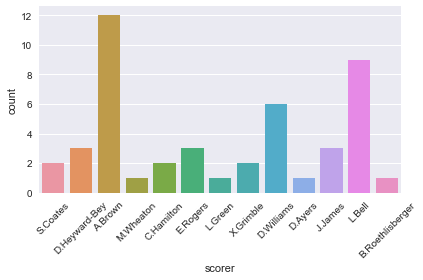 12
10
8
6
4
2
0
count
S.Coates
D.Heyward-Bey
A.Brown
M.Wheaton
C.Hamilton
E.Rogers
L.Green
X.Grimble
D.Williams
D.Ayers
J.James
L.Bell
B.Roethlisberger
scorer